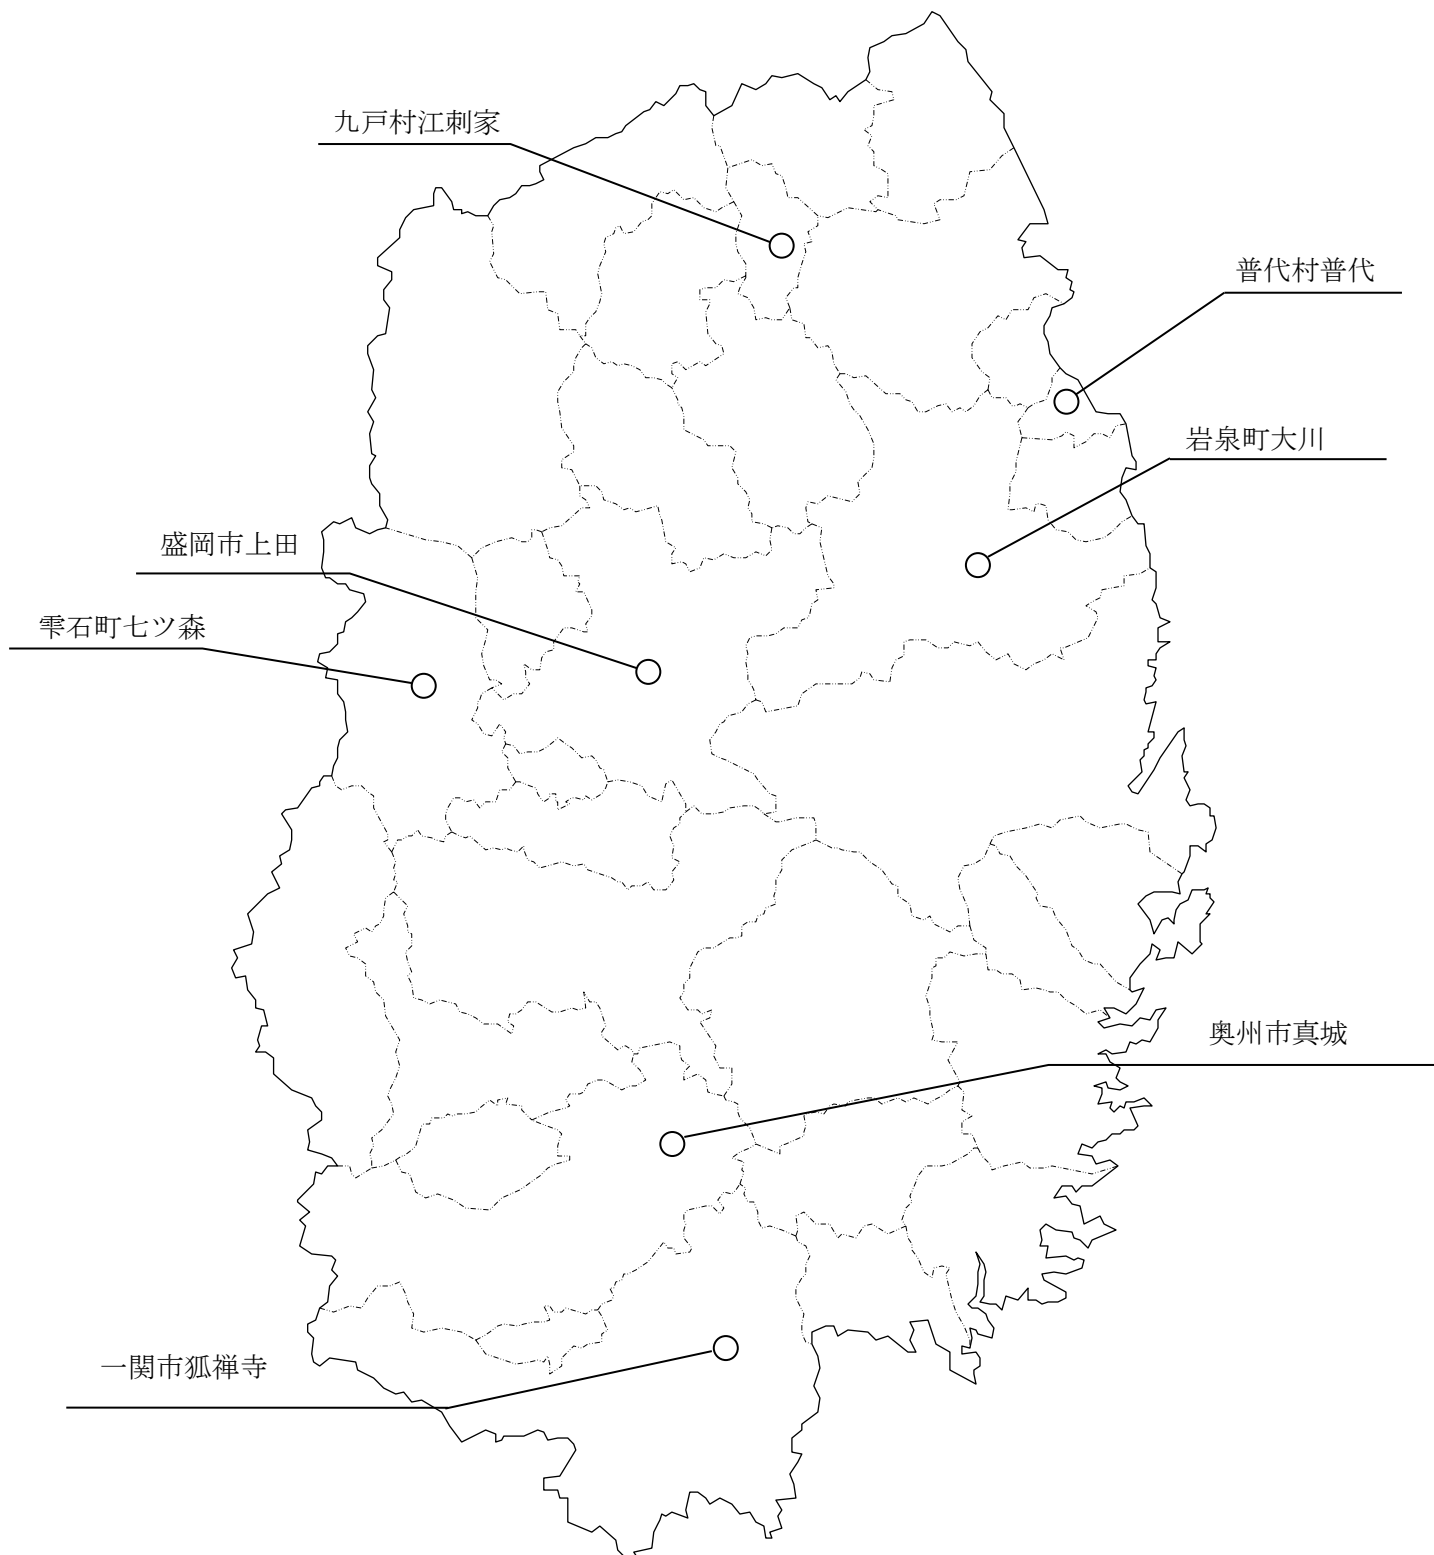 九戸村江刺家
普代村普代
岩泉町大川
盛岡市上田
雫石町七ツ森
奥州市真城
一関市狐禅寺